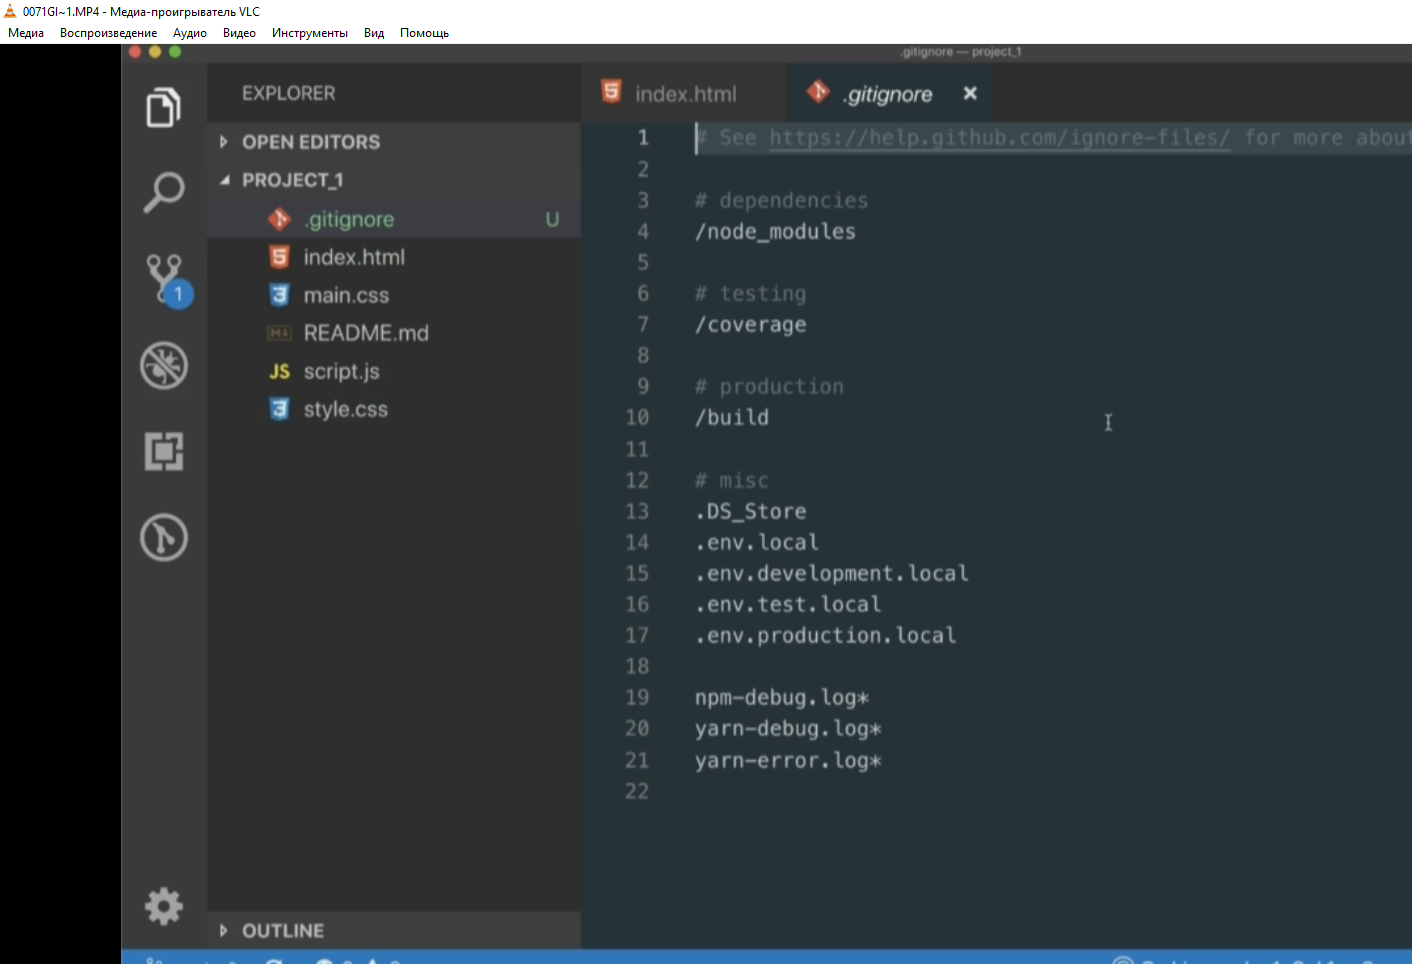 0071GI~1.MP4 - Медиа-проигрыватель VLC
Медиа Воспроизведение Аудио Видео Инструменты Вид Помощь
.gitignore — project_1
EXPLORER
OPEN EDITORS
PROJECT_1
.gitignore U
index.html
main.css
README.md
JS script.js
style.css
1
OUTLINE
index.html .gitignore
1 # See https://help.github.com/ignore-files/ for more about
2
3 # dependencies
4 /node_modules
5
6 # testing
7 /coverage
8
9 # production
10 /build
11
12 # misc
13 .DS_Store
14 .env.local
15 .env.development.local
16 .env.test.local
17 .env.production.local
18
19 npm-debug.log*
20 yarn-debug.log*
21 yarn-error.log*
22